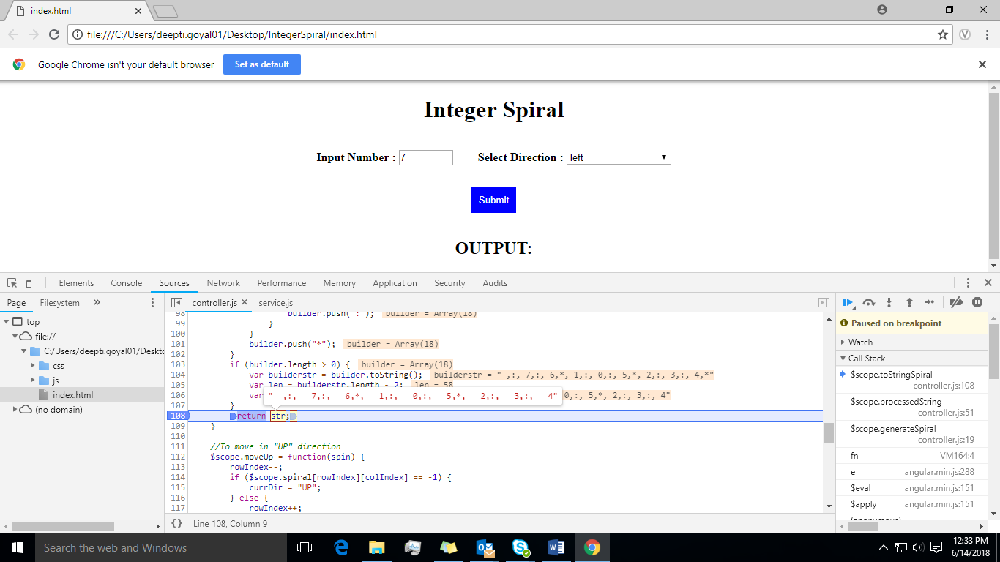 index.html
file:///C:/Users/deepti.goyal01/Desktop/IntegerSpiral/index.html
Google Chrome isn't your default browser
Set as default
Integer Spiral
Input Number : 7 Select Direction : left
Submit
OUTPUT:
Elements Console Sources Network Performance Memory Application Security Audits
Page Filesystem
controller.js service.js
top
file://
C:/Users/deepti.goyal01/Deskto
css
js
index.html
(no domain)
98 builder.push(":"); builder = Array(18)
99 }
100 }
101 builder.push("*"); builder = Array(18)
102 }
103 if (builder.length > 0) { builder = Array(18)
104 var builderstr = builder.toString(); builderstr = " ,:, 7,:, 6,*, 1,:, 0,:, 5,*, 2,:, 3,:, 4,*"
105 var len = builderstr.length - 2; len = 58
106 var 0,:, 5,*, 2,:, 3,:, 4"
" ,:, 7,:, 6,*, 1,:, 0,:, 5,*, 2,:, 3,:, 4"
107 }
108 return str;
109 }
110
111 //To move in "UP" direction
112 $scope.moveUp = function(spin) {
113 rowIndex--;
114 if ($scope.spiral[rowIndex][colIndex] == -1) {
115 currDir = "UP";
116 } else {
117 rowIndex++;
{} Line 108, Column 9
Paused on breakpoint
Watch
Call Stack
$scope.toStringSpiral
controller.js:108
$scope.processedString
controller.js:51
$scope.generateSpiral
controller.js:19
fn VM164:4
e angular.min.js:288
$eval angular.min.js:151
$apply angular.min.js:151
(anonymous)
Search the web and Windows
12:33 PM
6/14/2018